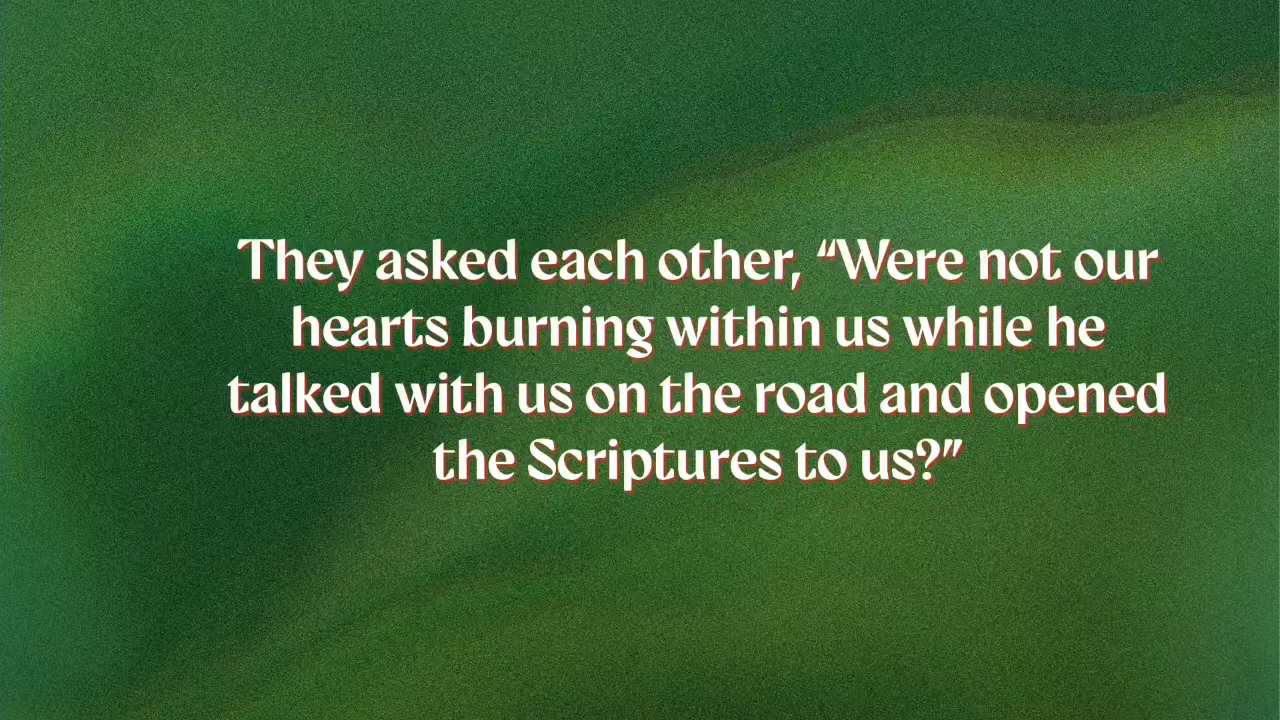 They asked each other, “Were not our
hearts burning within us while he
talked with us on the road and opened
the Scriptures to us?”